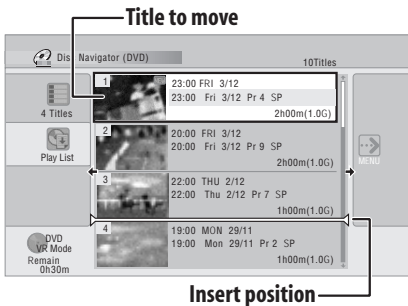 Title to move
Disc Navigator (DVD)
10Titles
4 Titles
Play List
DVD
VR Mode
Remain
0h30m
1
23:00 FRI 3/12
23:00 Fri 3/12 Pr 4 SP
2h00m(1.0G)
2
20:00 FRI 3/12
20:00 Fri 3/12 Pr 9 SP
2h00m(1.0G)
3
22:00 THU 2/12
22:00 Thu 2/12 Pr 7 SP
1h00m(1.0G)
4
19:00 MON 29/11
19:00 Mon 29/11 Pr 2 SP
1h00m(1.0G)
MENU
Insert position